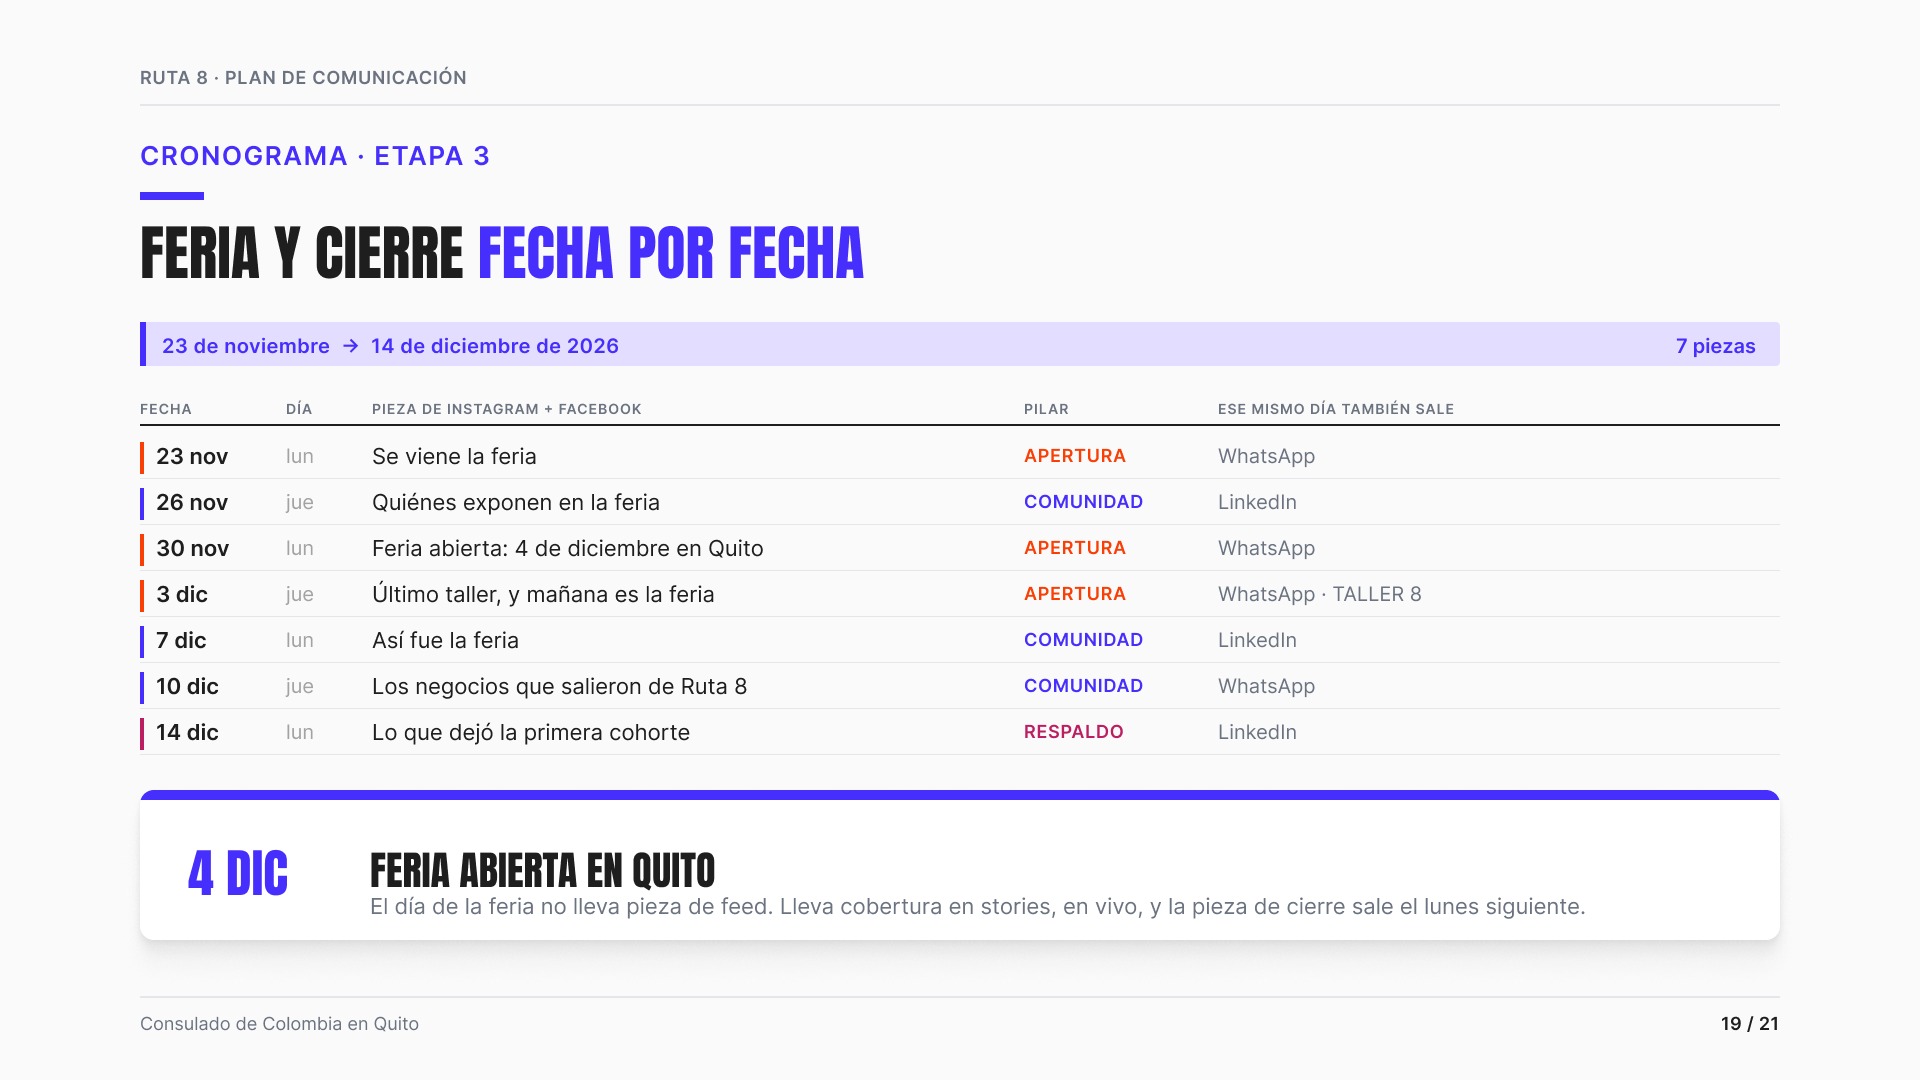 RUTA 8 · PLAN DE COMUNICACIÓN
CRONOGRAMA · ETAPA 3
FERIA Y CIERRE FECHA POR FECHA
23 de noviembre → 14 de diciembre de 2026 7 piezas
FECHA DÍA PIEZA DE INSTAGRAM + FACEBOOK PILAR ESE MISMO DÍA TAMBIÉN SALE
23 nov lun Se viene la feria APERTURA WhatsApp
26 nov jue Quiénes exponen en la feria COMUNIDAD LinkedIn
30 nov lun Feria abierta: 4 de diciembre en Quito APERTURA WhatsApp
3 dic jue Último taller, y mañana es la feria APERTURA WhatsApp · TALLER 8
7 dic lun Así fue la feria COMUNIDAD LinkedIn
10 dic jue Los negocios que salieron de Ruta 8 COMUNIDAD WhatsApp
14 dic lun Lo que dejó la primera cohorte RESPALDO LinkedIn
4 DIC FERIA ABIERTA EN QUITO
El día de la feria no lleva pieza de feed. Lleva cobertura en stories, en vivo, y la pieza de cierre sale el lunes siguiente.
Consulado de Colombia en Quito 19 / 21